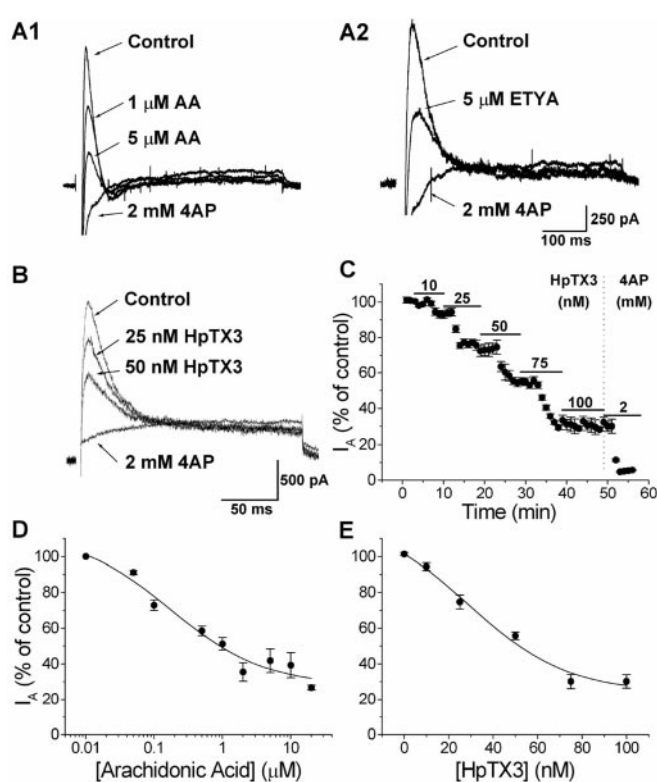 A1
Control
1 μM AA
5 μM AA
2 mM 4AP
A2
Control
5 μM ETYA
2 mM 4AP
250 pA
100 ms
B
Control
25 nM HpTX3
50 nM HpTX3
2 mM 4AP
500 pA
50 ms
C
HpTX3 (nM)
4AP (mM)
10
25
50
75
100
2
I_A (% of control)
100
80
60
40
20
0
0 10 20 30 40 50 60
Time (min)
D
I_A (% of control)
100
80
60
40
20
0
0.01 0.1 1 10
[Arachidonic Acid] (μM)
E
100
80
60
40
20
0
0 20 40 60 80 100
[HpTX3] (nM)